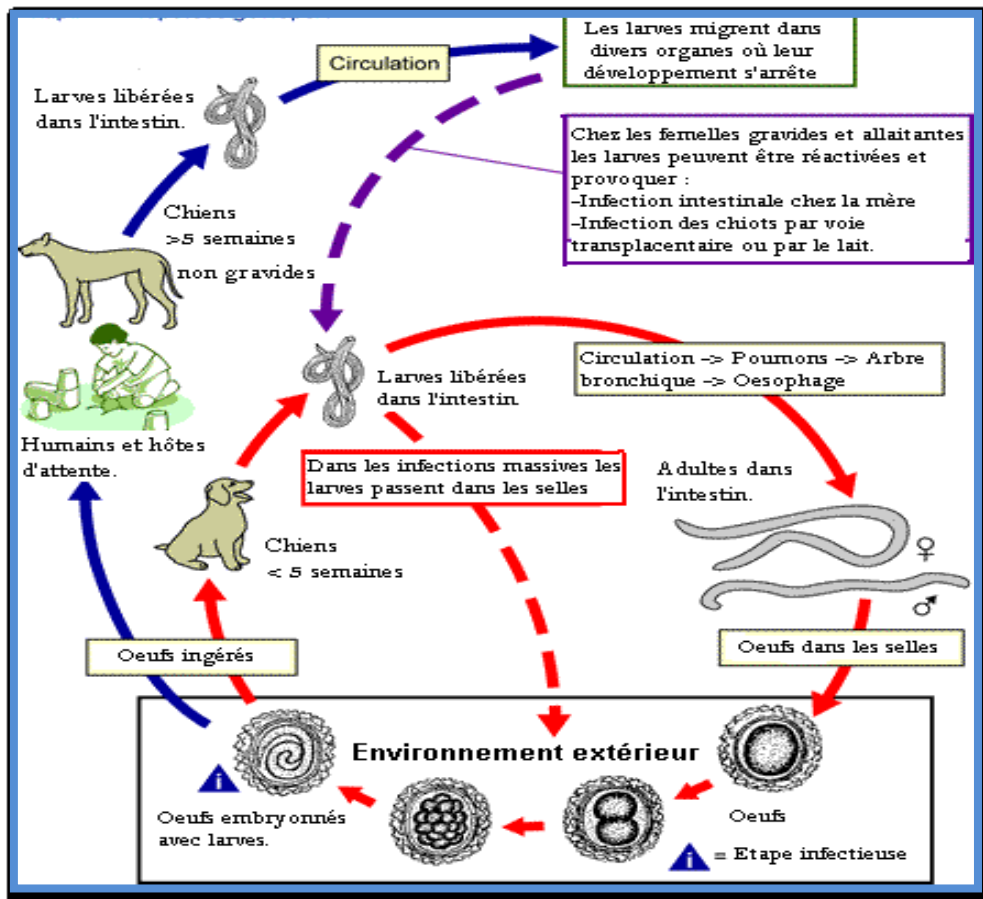 Les larves migrent dans
divers organes où leur
développement s'arrête
Circulation
Larves libérées
dans l'intestin.
Chez les femelles gravides et allaitantes
les larves peuvent être réactivées et
provoquer :
-Infection intestinale chez la mère
-Infection des chiots par voie
transplacentaire ou par le lait.
Chiens
>5 semaines
non gravides
Circulation -> Poumons -> Arbre
bronchique -> Oesophage
Larves libérées
dans l'intestin
Humains et hôtes
d'attente.
Dans les infections massives les
larves passent dans les selles
Adultes dans
l'intestin.
♀
♂
Chiens
< 5 semaines
Oeufs ingérés
Oeufs dans les selles
Environnement extérieur
i
Oeufs embryonnés
avec larves.
Oeufs
i = Etape infectieuse